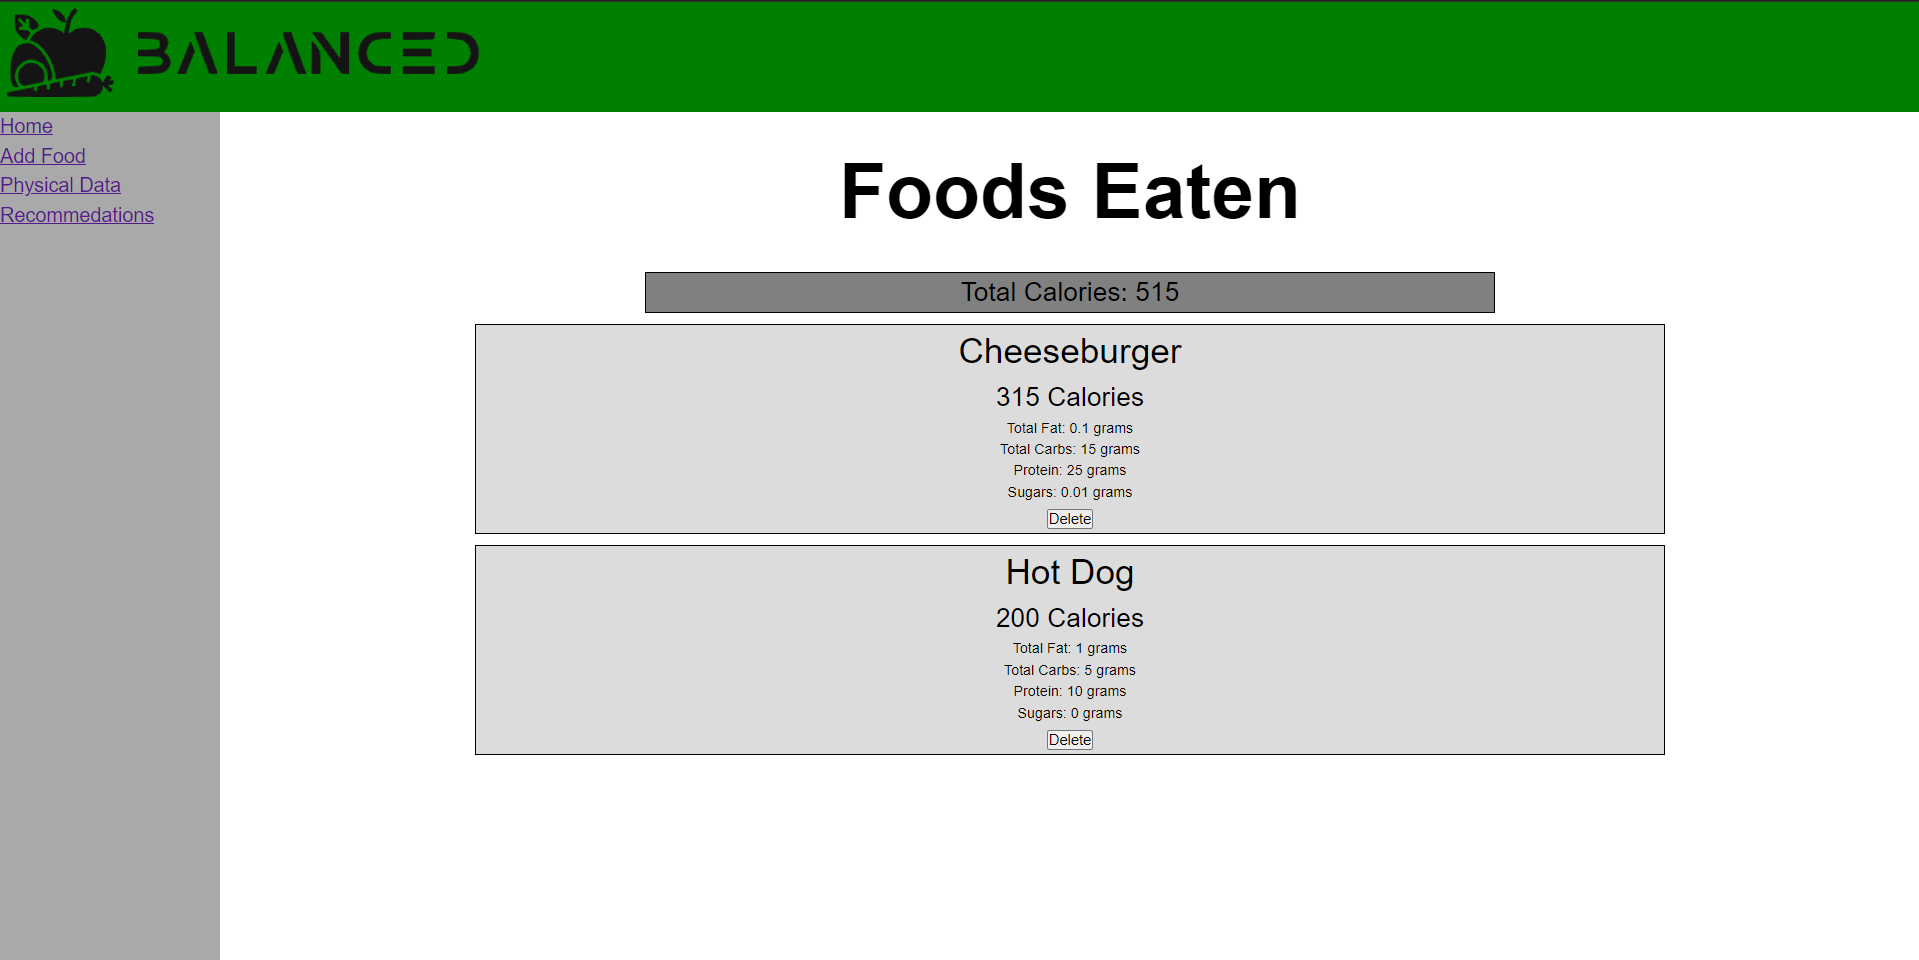 BALANCED
Home
Add Food
Physical Data
Recommedations
Foods Eaten
Total Calories: 515
Cheeseburger
315 Calories
Total Fat: 0.1 grams
Total Carbs: 15 grams
Protein: 25 grams
Sugars: 0.01 grams
Delete
Hot Dog
200 Calories
Total Fat: 1 grams
Total Carbs: 5 grams
Protein: 10 grams
Sugars: 0 grams
Delete